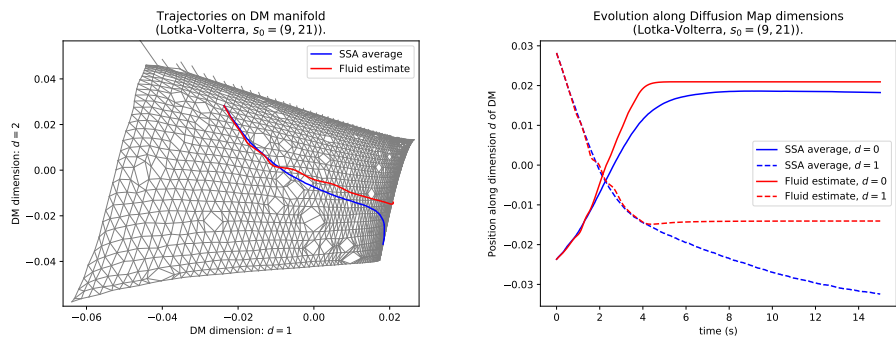 Trajectories on DM manifold
(Lotka-Volterra, s₀ = (9, 21)).
SSA average
Fluid estimate
DM dimension: d = 2
0.04
0.02
0.00
−0.02
−0.04
−0.06
−0.04
−0.02
0.00
0.02
DM dimension: d = 1
Evolution along Diffusion Map dimensions
(Lotka-Volterra, s₀ = (9, 21)).
Position along dimension d of DM
0.03
0.02
0.01
0.00
−0.01
−0.02
−0.03
SSA average, d = 0
SSA average, d = 1
Fluid estimate, d = 0
Fluid estimate, d = 1
0
2
4
6
8
10
12
14
time (s)